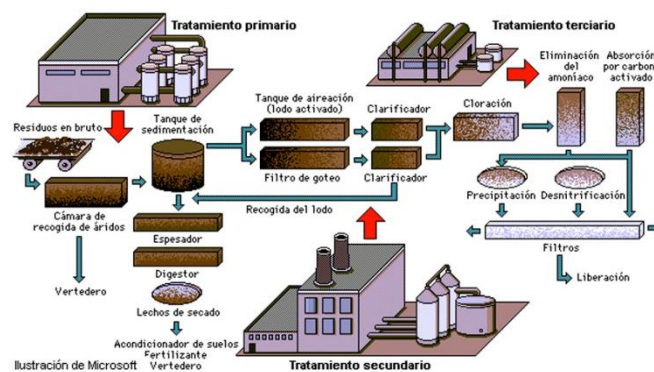 Tratamiento primario
Tratamiento terciario
Eliminación
del
amoníaco
Absorción
por carbon
activado
Residuos en bruto
Tanque de
sedimentación
Tanque de aireación
(lodo activado)
Clarificador
Cloración
Filtro de goteo
Clarificador
Recogida del lodo
Precipitación
Desnitrificación
Cámara de
recogida de áridos
Espesador
Digestor
Filtros
Liberación
Vertedero
Lechos de secado
Acondicionador de suelos
Fertilizante
Vertedero
Ilustración de Microsoft
Tratamiento secundario